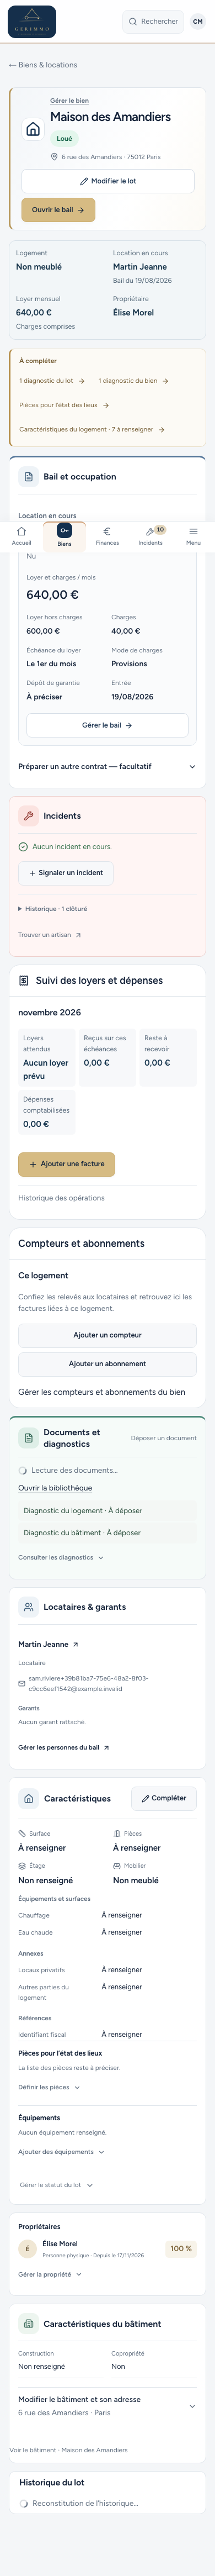 GERIMMO
Rechercher
CM
← Biens & locations
Gérer le bien
Maison des Amandiers
Loué
6 rue des Amandiers · 75012 Paris
Modifier le lot
Ouvrir le bail →
Logement
Non meublé
Location en cours
Martin Jeanne
Bail du 19/08/2026
Loyer mensuel
640,00 €
Charges comprises
Propriétaire
Élise Morel
À compléter
1 diagnostic du lot →
1 diagnostic du bien →
Pièces pour l'état des lieux →
Caractéristiques du logement · 7 à renseigner →
Bail et occupation
Location en cours
Accueil
Biens
Finances
10
Incidents
Menu
Nu
Loyer et charges / mois
640,00 €
Loyer hors charges
600,00 €
Charges
40,00 €
Échéance du loyer
Le 1er du mois
Mode de charges
Provisions
Dépôt de garantie
À préciser
Entrée
19/08/2026
Gérer le bail →
Préparer un autre contrat — facultatif
Incidents
Aucun incident en cours.
+ Signaler un incident
Historique · 1 clôturé
Trouver un artisan
Suivi des loyers et dépenses
novembre 2026
Loyers attendus
Aucun loyer prévu
Reçus sur ces échéances
0,00 €
Reste à recevoir
0,00 €
Dépenses comptabilisées
0,00 €
+ Ajouter une facture
Historique des opérations
Compteurs et abonnements
Ce logement
Confiez les relevés aux locataires et retrouvez ici les
factures liées à ce logement.
Ajouter un compteur
Ajouter un abonnement
Gérer les compteurs et abonnements du bien
Documents et
diagnostics
Déposer un document
Lecture des documents…
Ouvrir la bibliothèque
Diagnostic du logement · À déposer
Diagnostic du bâtiment · À déposer
Consulter les diagnostics
Locataires & garants
Martin Jeanne
Locataire
sam.riviere+39b81ba7-75e6-48a2-8f03-
c9cc6eef1542@example.invalid
Garants
Aucun garant rattaché.
Gérer les personnes du bail
Caractéristiques
Compléter
Surface
À renseigner
Pièces
À renseigner
Étage
Non renseigné
Mobilier
Non meublé
Équipements et surfaces
Chauffage
À renseigner
Eau chaude
À renseigner
Annexes
Locaux privatifs
À renseigner
Autres parties du
logement
À renseigner
Références
Identifiant fiscal
À renseigner
Pièces pour l'état des lieux
La liste des pièces reste à préciser.
Définir les pièces
Équipements
Aucun équipement renseigné.
Ajouter des équipements
Gérer le statut du lot
Propriétaires
É
Élise Morel
Personne physique · Depuis le 17/11/2026
100 %
Gérer la propriété
Caractéristiques du bâtiment
Construction
Non renseigné
Copropriété
Non
Modifier le bâtiment et son adresse
6 rue des Amandiers · Paris
Voir le bâtiment · Maison des Amandiers
Historique du lot
Reconstitution de l'historique…